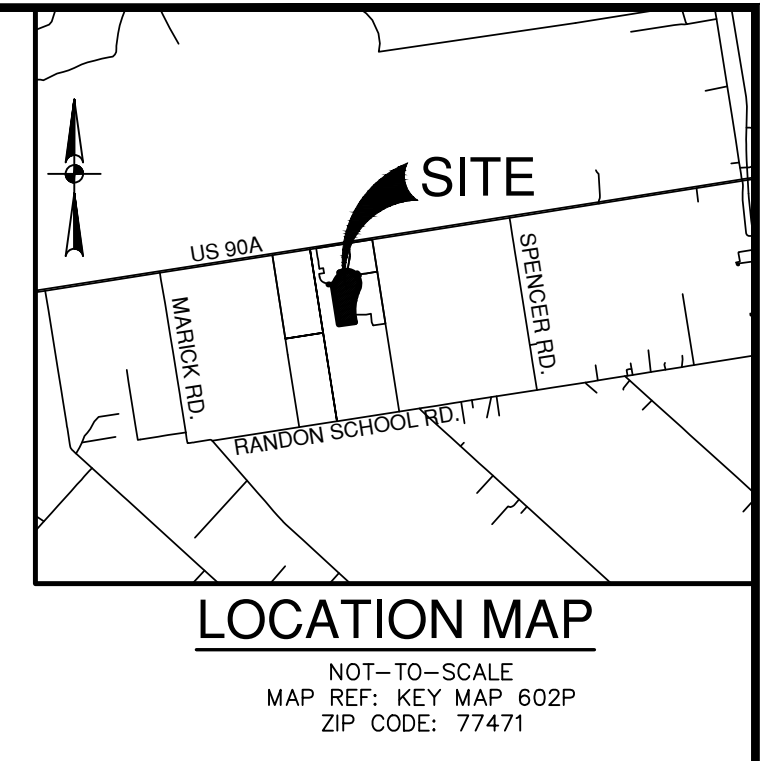 SITE
US 90A
SPENCER RD.
MARICK RD.
RANDON SCHOOL RD.
LOCATION MAP
NOT-TO-SCALE
MAP REF: KEY MAP 602P
ZIP CODE: 77471